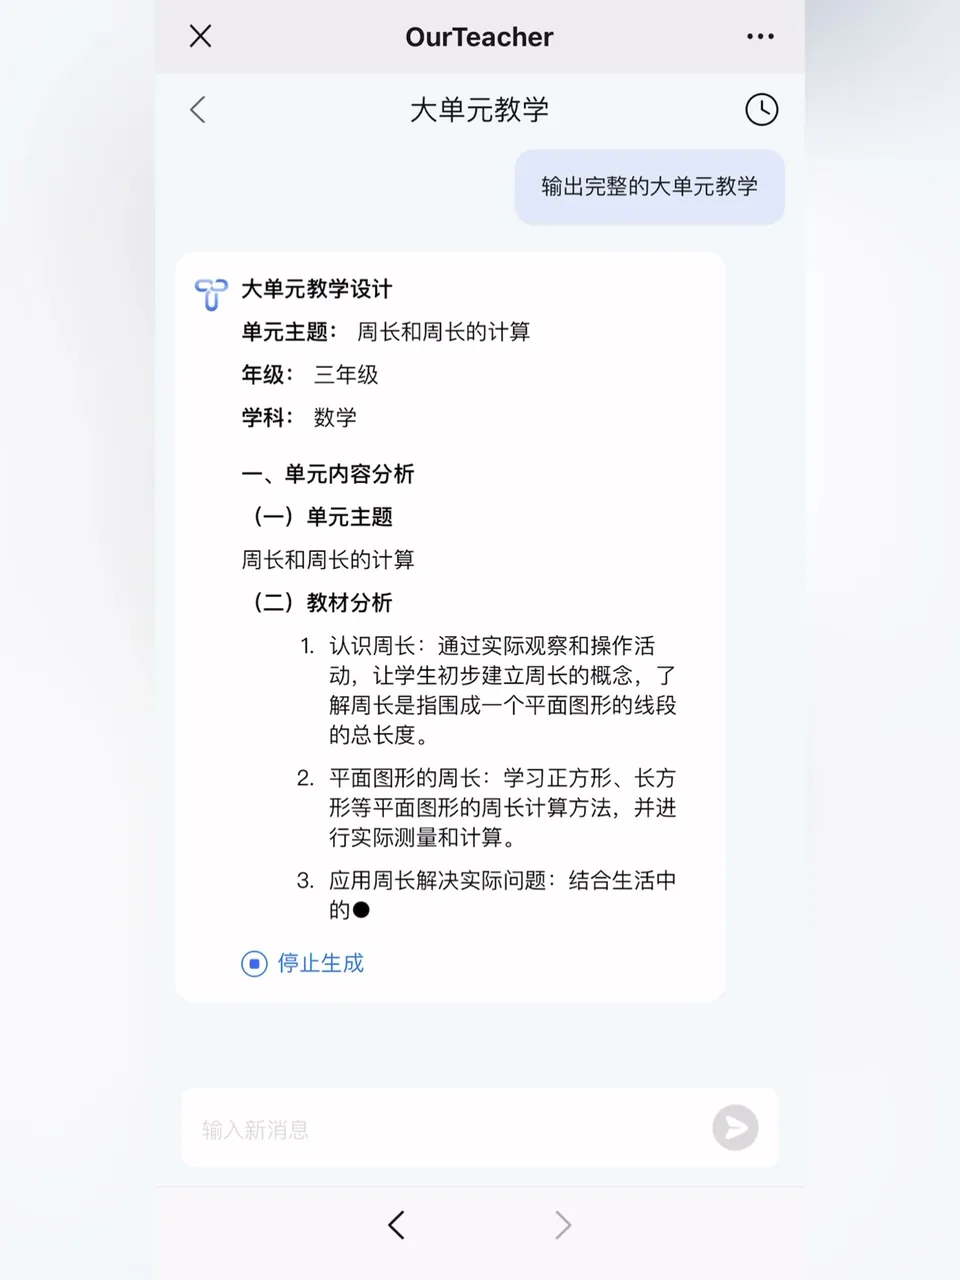 OurTeacher
大单元教学
输出完整的大单元教学
大单元教学设计
单元主题： 周长和周长的计算
年级： 三年级
学科： 数学
一、单元内容分析
（一）单元主题
周长和周长的计算
（二）教材分析
1. 认识周长：通过实际观察和操作活
动，让学生初步建立周长的概念，了
解周长是指围成一个平面图形的线段
的总长度。
2. 平面图形的周长：学习正方形、长方
形等平面图形的周长计算方法，并进
行实际测量和计算。
3. 应用周长解决实际问题：结合生活中
的
停止生成
输入新消息